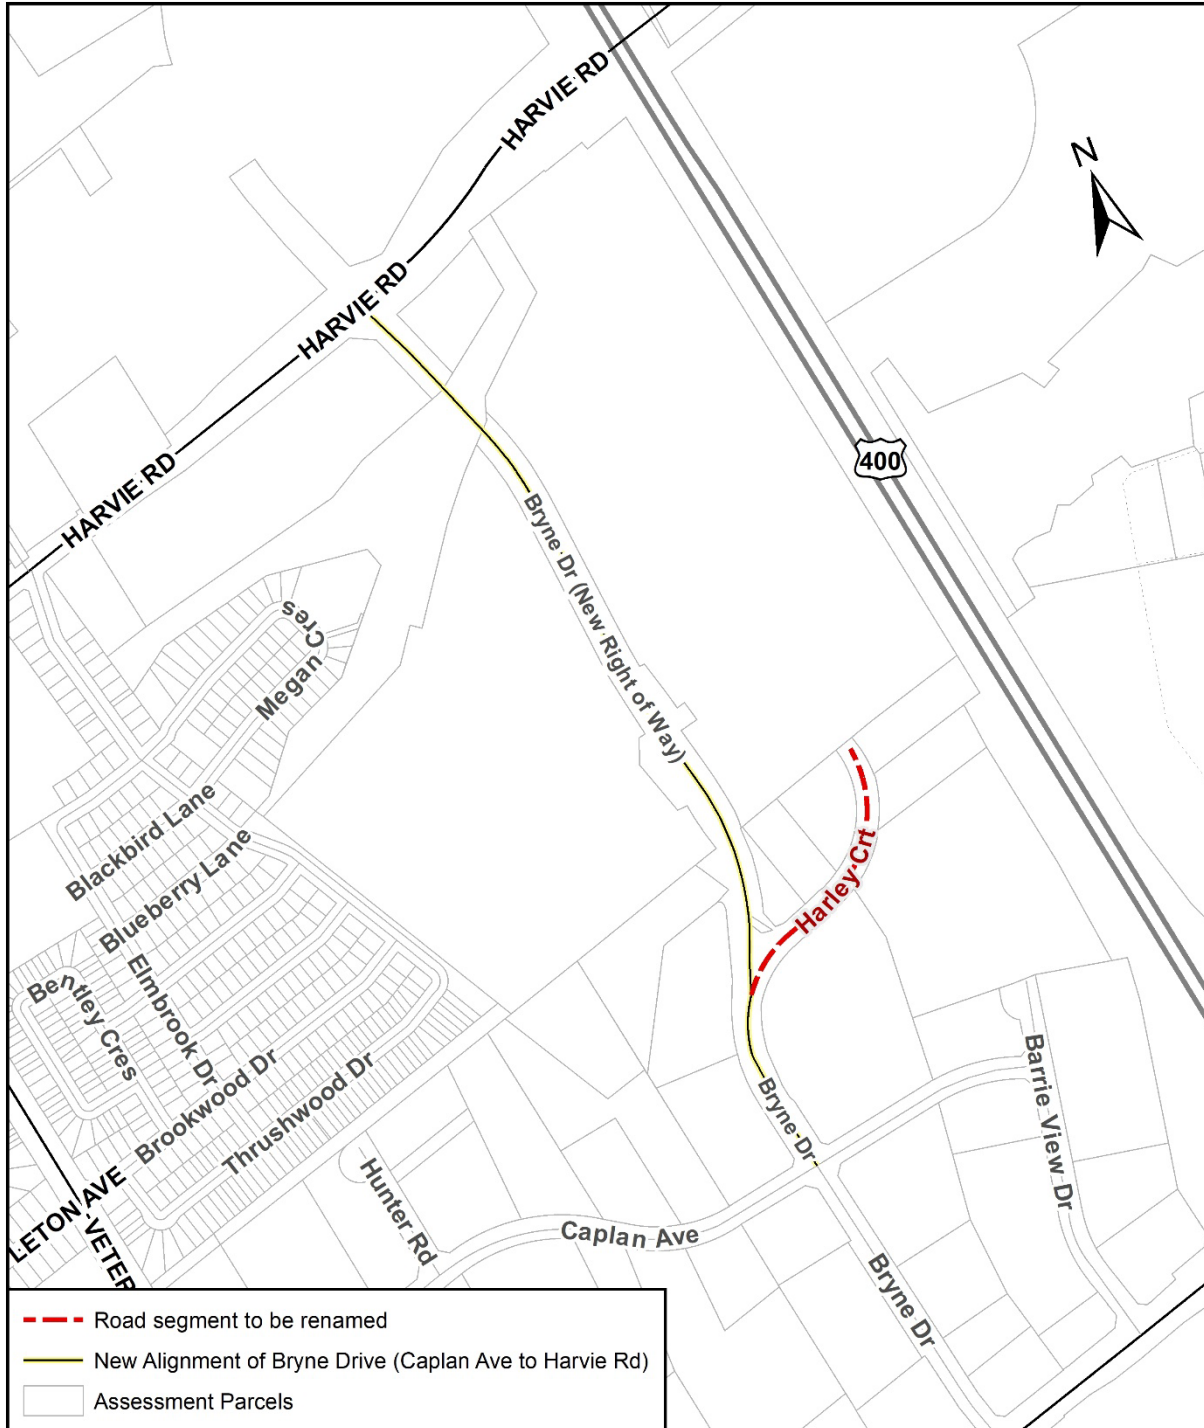 HARVIE RD
N
HARVIE RD
400
HARVIE RD
Bryne Dr (New Right of Way)
Megan Cres
Blackbird Lane
Blueberry Lane
Harley Crt
Bentley Cres
Elmbrook Dr
Brookwood Dr
Thrushwood Dr
Barrie View Dr
Bryne Dr
LETON AVE
VETER
Hunter Rd
Caplan Ave
Bryne Dr
Road segment to be renamed
New Alignment of Bryne Drive (Caplan Ave to Harvie Rd)
Assessment Parcels